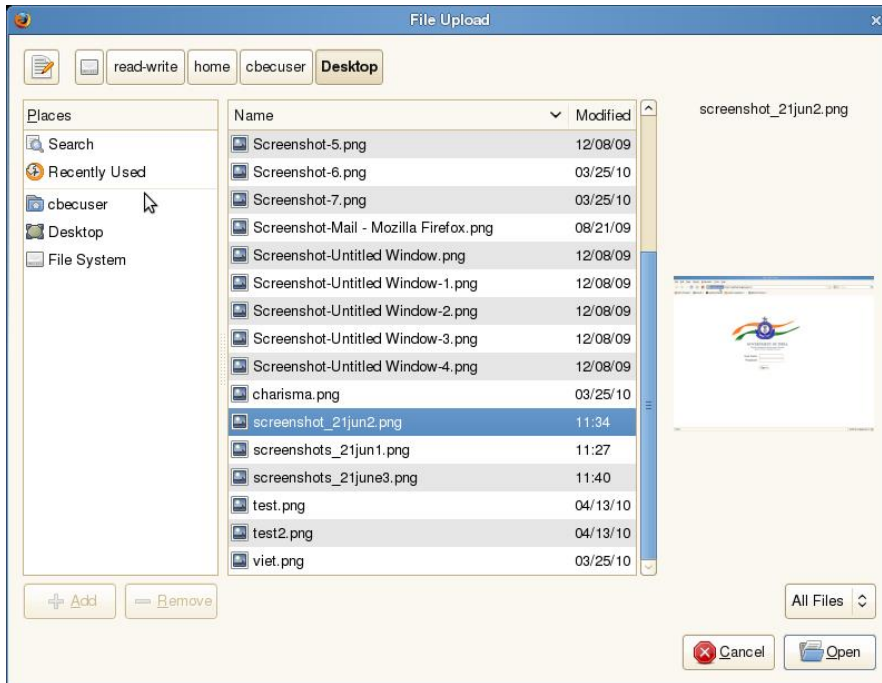 File Upload
read-write home cbecuser Desktop
Places
Search
Recently Used
cbecuser
Desktop
File System
Name Modified
Screenshot-5.png 12/08/09
Screenshot-6.png 03/25/10
Screenshot-7.png 03/25/10
Screenshot-Mail - Mozilla Firefox.png 08/21/09
Screenshot-Untitled Window.png 12/08/09
Screenshot-Untitled Window-1.png 12/08/09
Screenshot-Untitled Window-2.png 12/08/09
Screenshot-Untitled Window-3.png 12/08/09
Screenshot-Untitled Window-4.png 12/08/09
charisma.png 03/25/10
screenshot_21jun2.png 11:34
screenshots_21jun1.png 11:27
screenshots_21june3.png 11:40
test.png 04/13/10
test2.png 04/13/10
viet.png 03/25/10
screenshot_21jun2.png
GOVERNMENT OF INDIA
Add Remove
All Files
Cancel Open